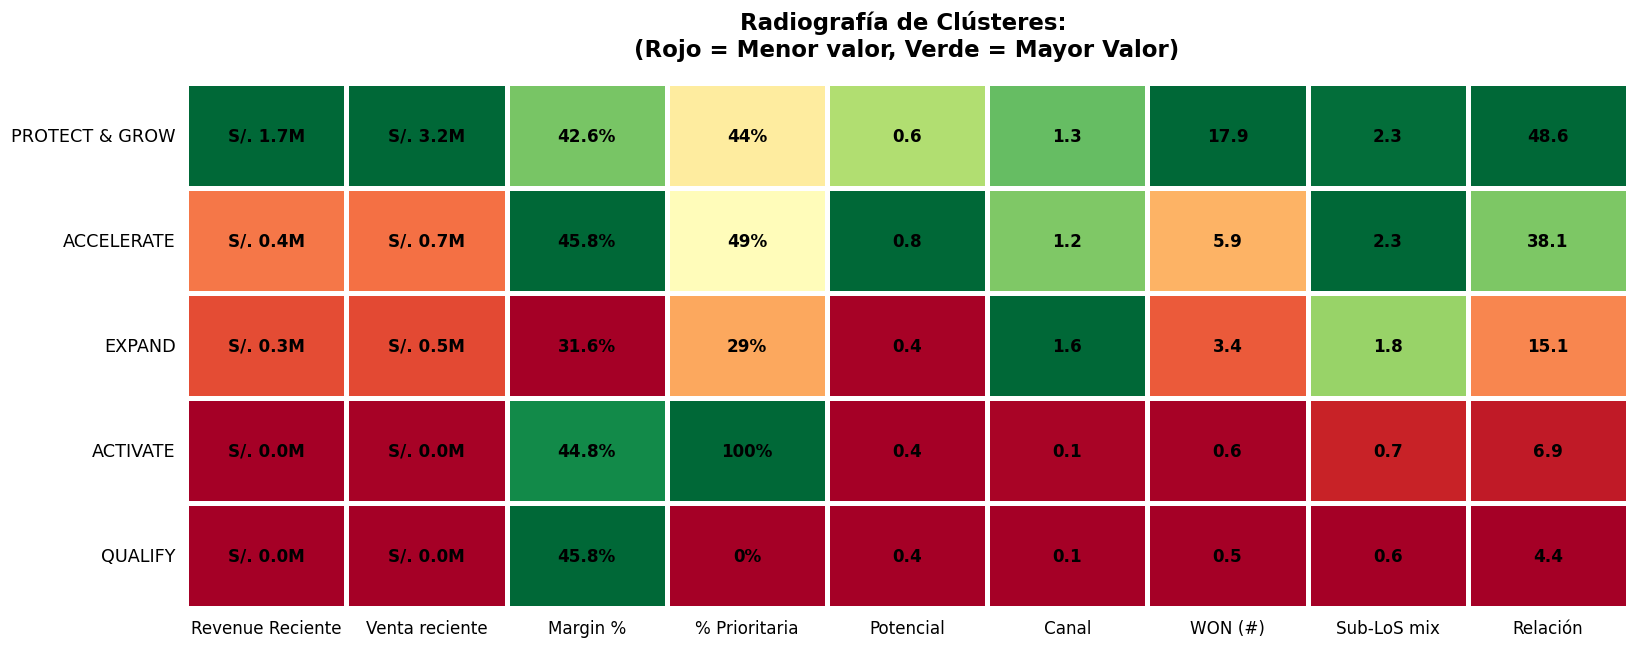 Radiografía de Clústeres:
(Rojo = Menor valor, Verde = Mayor Valor)
PROTECT & GROW S/. 1.7M S/. 3.2M 42.6% 44% 0.6 1.3 17.9 2.3 48.6
ACCELERATE S/. 0.4M S/. 0.7M 45.8% 49% 0.8 1.2 5.9 2.3 38.1
EXPAND S/. 0.3M S/. 0.5M 31.6% 29% 0.4 1.6 3.4 1.8 15.1
ACTIVATE S/. 0.0M S/. 0.0M 44.8% 100% 0.4 0.1 0.6 0.7 6.9
QUALIFY S/. 0.0M S/. 0.0M 45.8% 0% 0.4 0.1 0.5 0.6 4.4
Revenue Reciente Venta reciente Margin % % Prioritaria Potencial Canal WON (#) Sub-LoS mix Relación